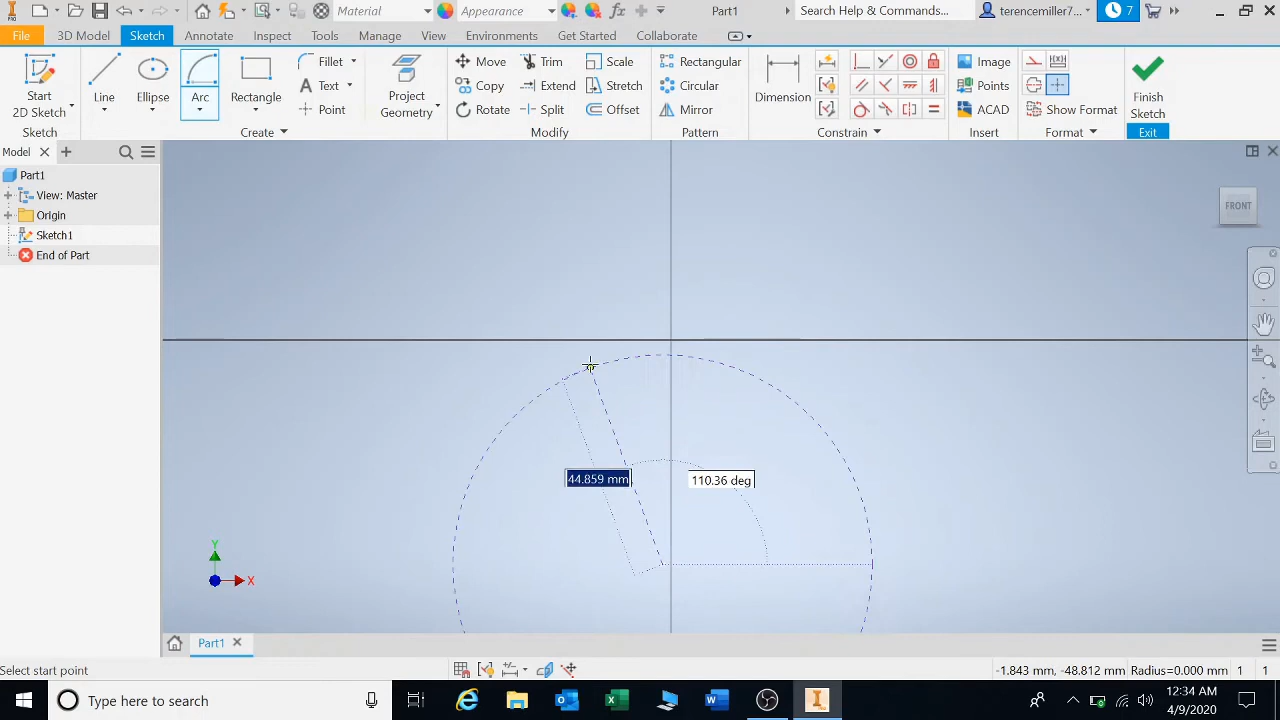 Material
Appearance
Part1
Search Help & Commands...
terencemiller7...
7
File
3D Model
Sketch
Annotate
Inspect
Tools
Manage
View
Environments
Get Started
Collaborate
Start
2D Sketch
Line
Ellipse
Arc
Rectangle
Fillet
Text
Point
Project
Geometry
Move
Copy
Rotate
Trim
Extend
Split
Scale
Stretch
Offset
Rectangular
Circular
Mirror
Dimension
Image
Points
ACAD
Show Format
Finish
Sketch
Sketch
Create
Modify
Pattern
Constrain
Insert
Format
Exit
Model
Part1
View: Master
Origin
Sketch1
End of Part
FRONT
44.859 mm
110.36 deg
Y
X
Part1
Select start point
-1.843 mm, -48.812 mm
Radius=0.000 mm
1
1
Type here to search
12:34 AM
4/9/2020